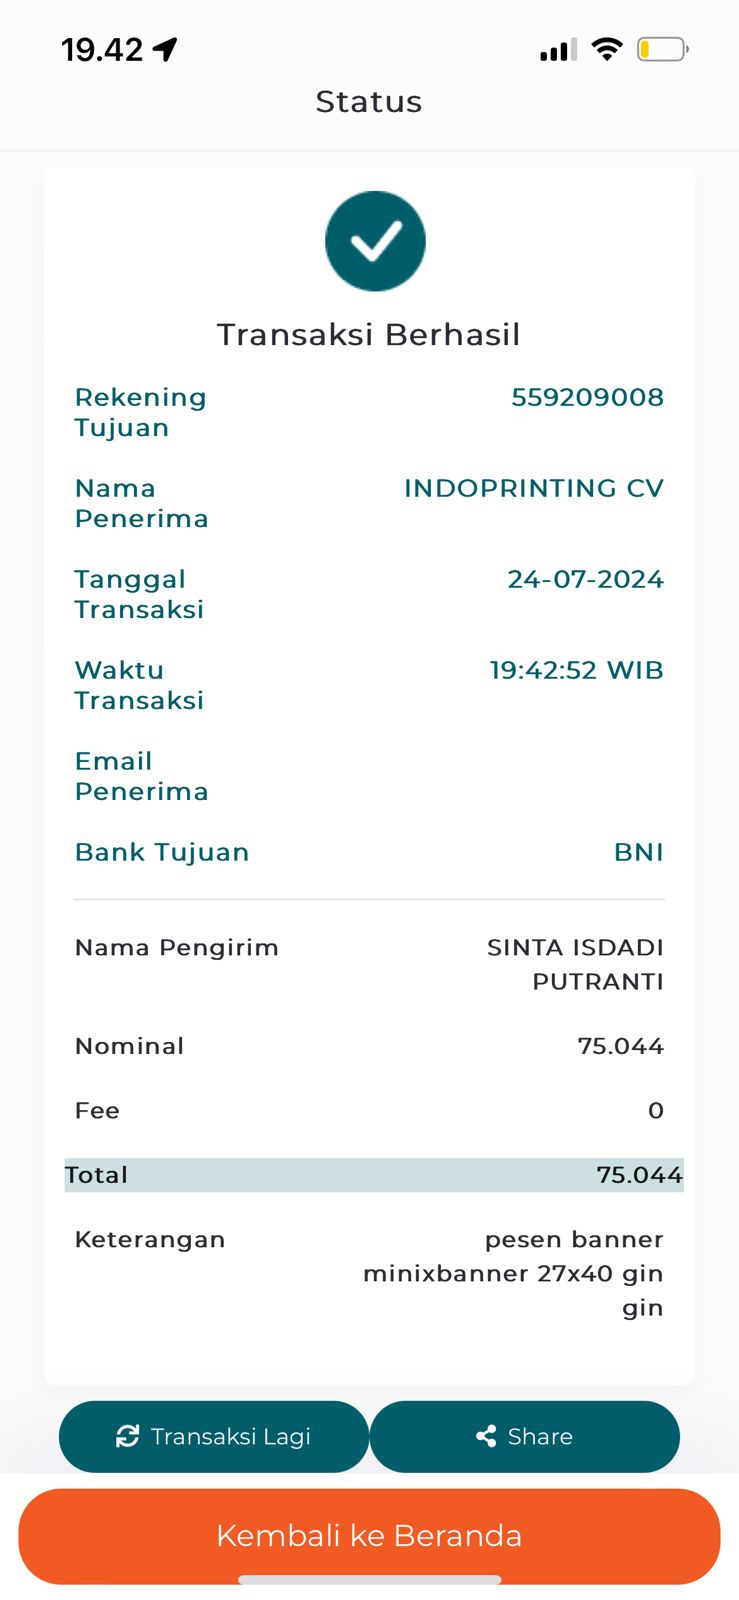 19.42
Status
Transaksi Berhasil
Rekening 559209008
Tujuan
Nama INDOPRINTING CV
Penerima
Tanggal 24-07-2024
Transaksi
Waktu 19:42:52 WIB
Transaksi
Email
Penerima
Bank Tujuan BNI
Nama Pengirim SINTA ISDADI
PUTRANTI
Nominal 75.044
Fee 0
Total 75.044
Keterangan pesen banner
minixbanner 27x40 gin
gin
Transaksi Lagi Share
Kembali ke Beranda